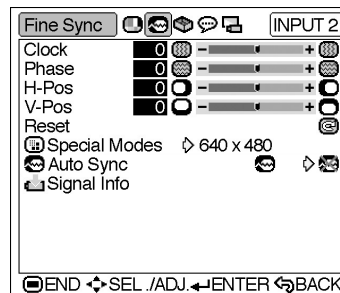 Fine Sync INPUT 2
Clock 0 - +
Phase 0 - +
H-Pos 0 - +
V-Pos 0 - +
Reset
Special Modes 640 x 480
Auto Sync
Signal Info
END SEL./ADJ. ENTER BACK